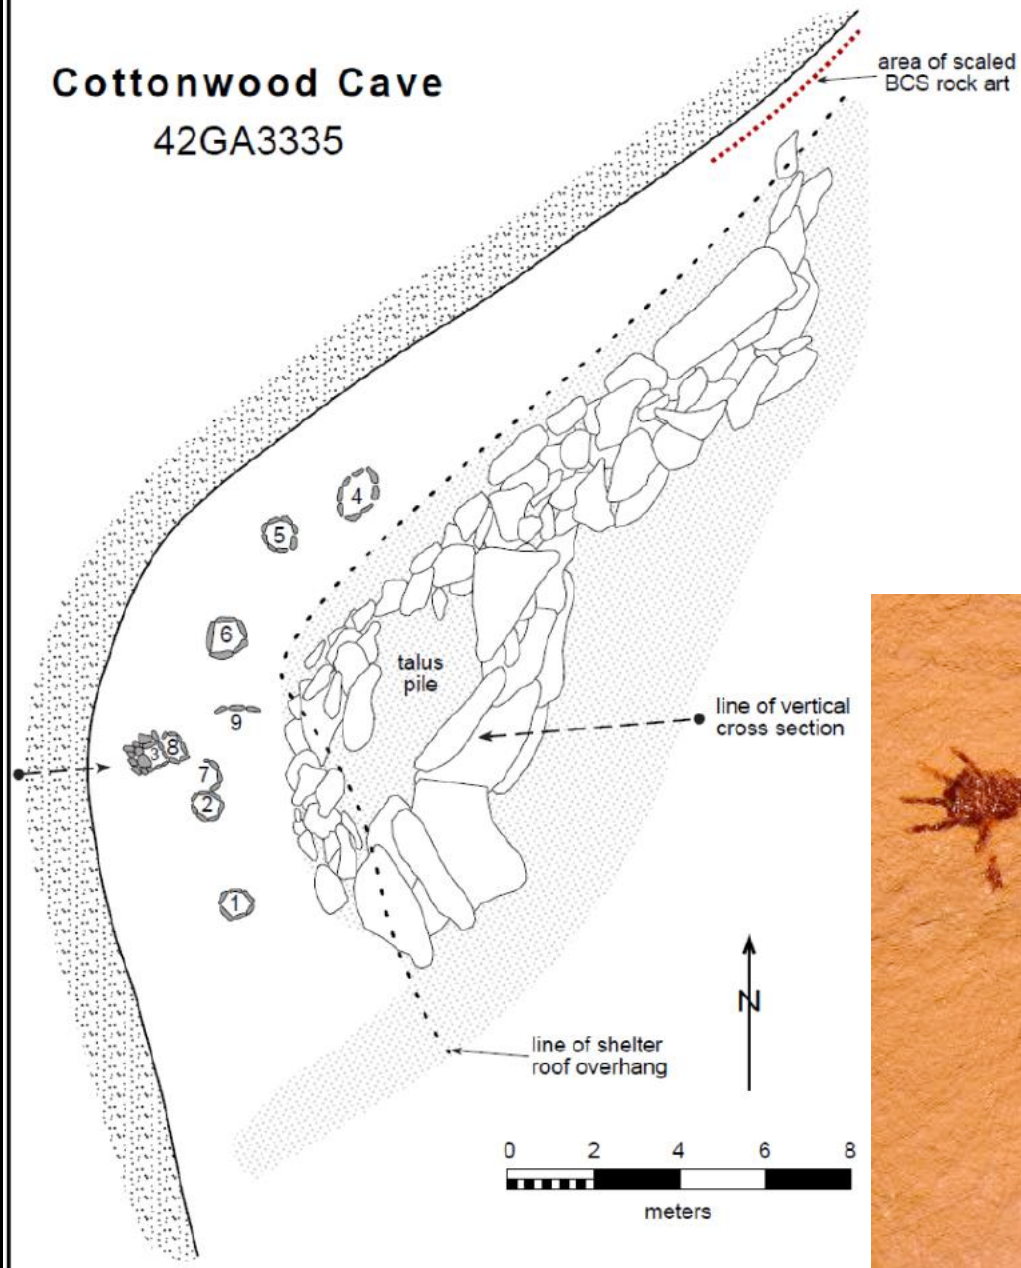 Cottonwood Cave
42GA3335
area of scaled
BCS rock art
4
5
6
talus
pile
9
line of vertical
cross section
3
8
7
2
1
N
line of shelter
roof overhang
0 2 4 6 8
meters